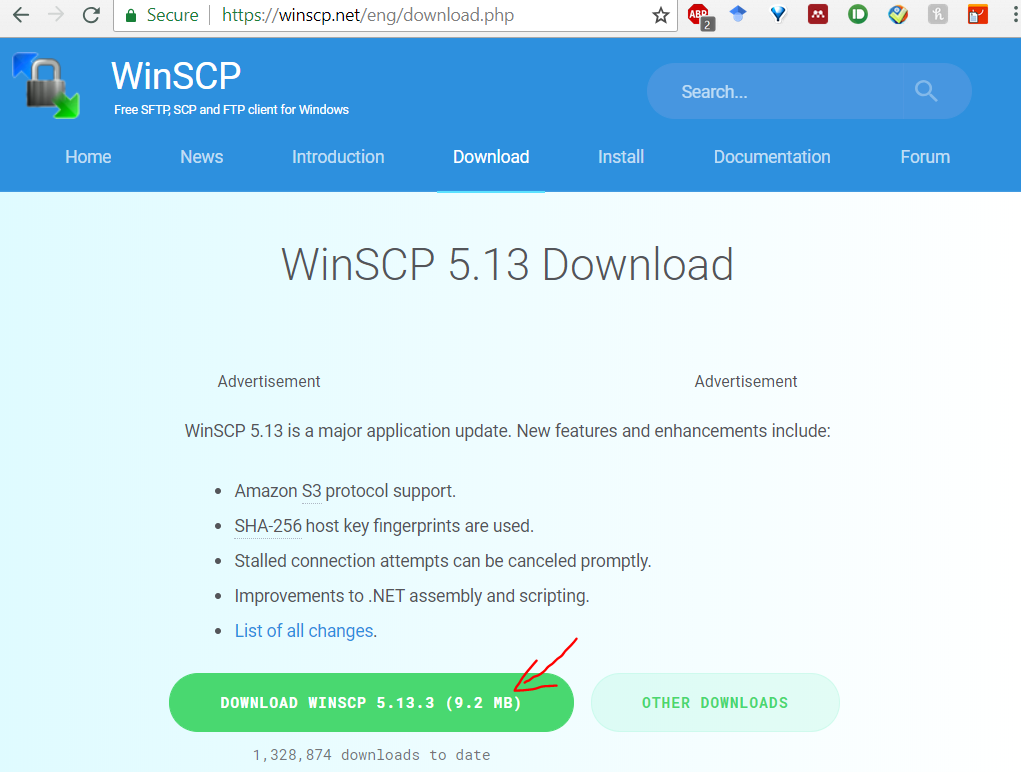 Secure https://winscp.net/eng/download.php
ABP
2
WinSCP
Free SFTP, SCP and FTP client for Windows
Search...
Home News Introduction Download Install Documentation Forum
WinSCP 5.13 Download
Advertisement Advertisement
WinSCP 5.13 is a major application update. New features and enhancements include:
Amazon S3 protocol support.
SHA-256 host key fingerprints are used.
Stalled connection attempts can be canceled promptly.
Improvements to .NET assembly and scripting.
List of all changes.
DOWNLOAD WINSCP 5.13.3 (9.2 MB) OTHER DOWNLOADS
1,328,874 downloads to date